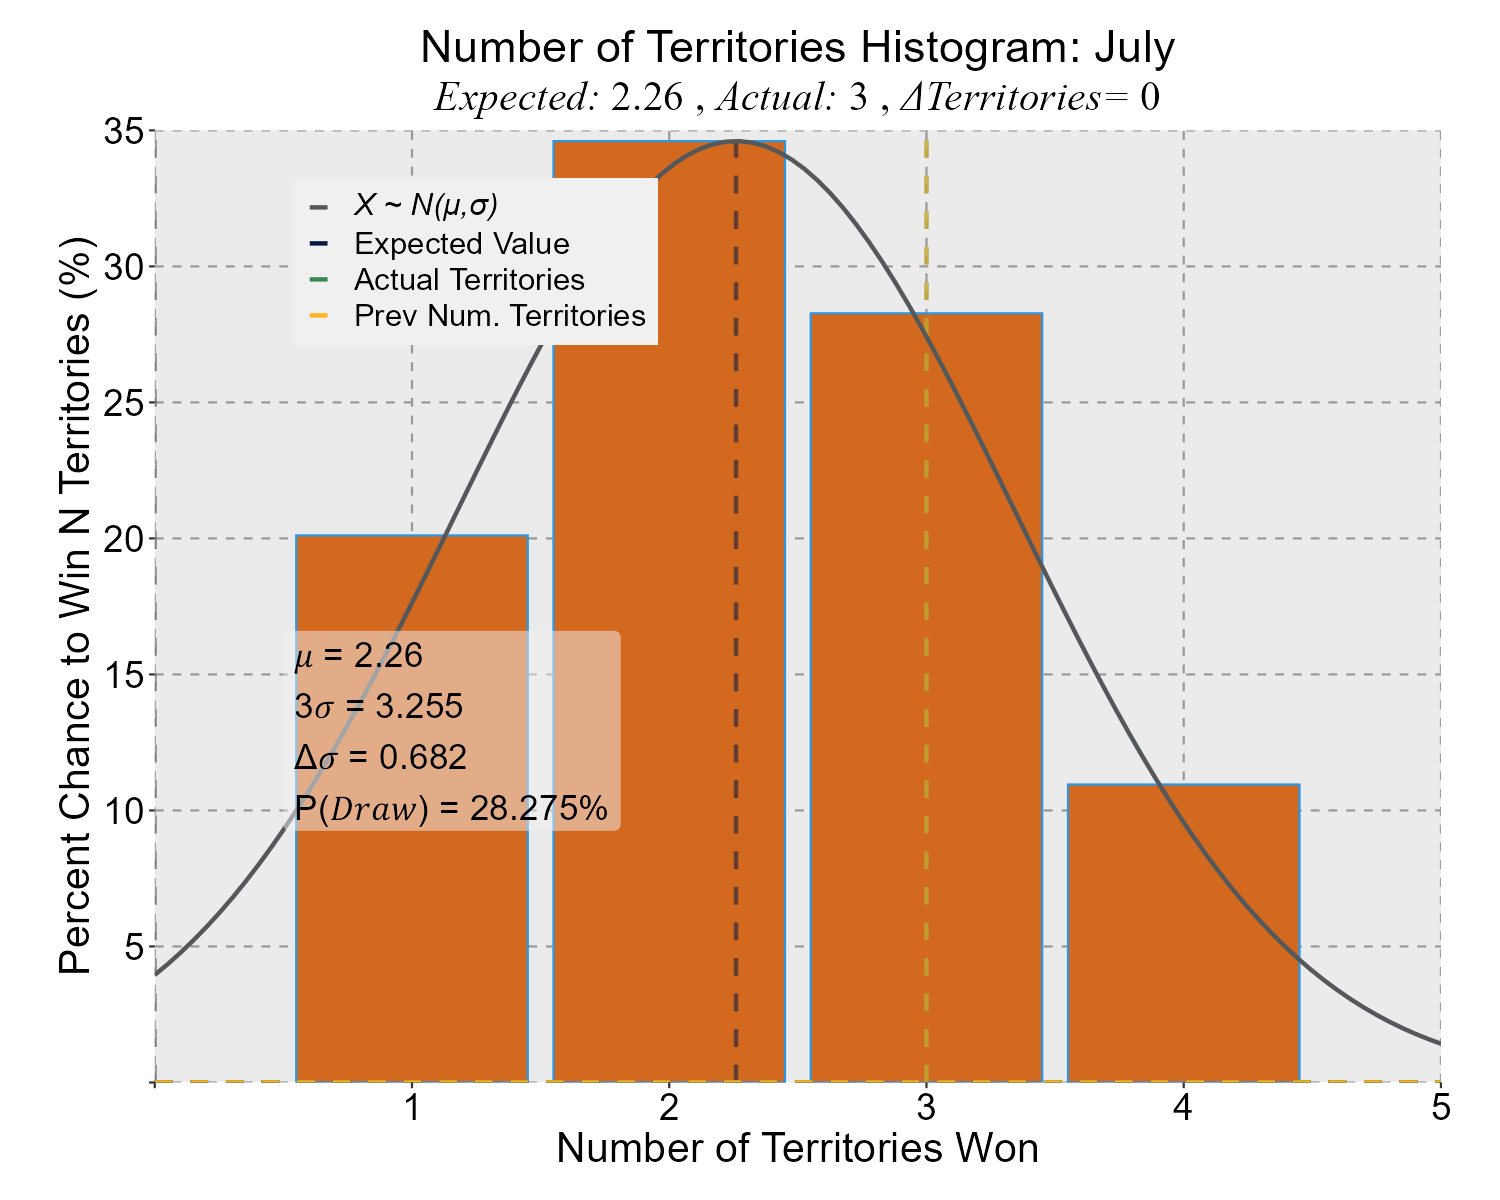 Number of Territories Histogram: July
Expected: 2.26 , Actual: 3 , ΔTerritories= 0
Percent Chance to Win N Territories (%)
35
30
25
20
15
10
5
X ~ N(μ,σ)
Expected Value
Actual Territories
Prev Num. Territories
μ = 2.26
3σ = 3.255
Δσ = 0.682
P(Draw) = 28.275%
1 2 3 4 5
Number of Territories Won